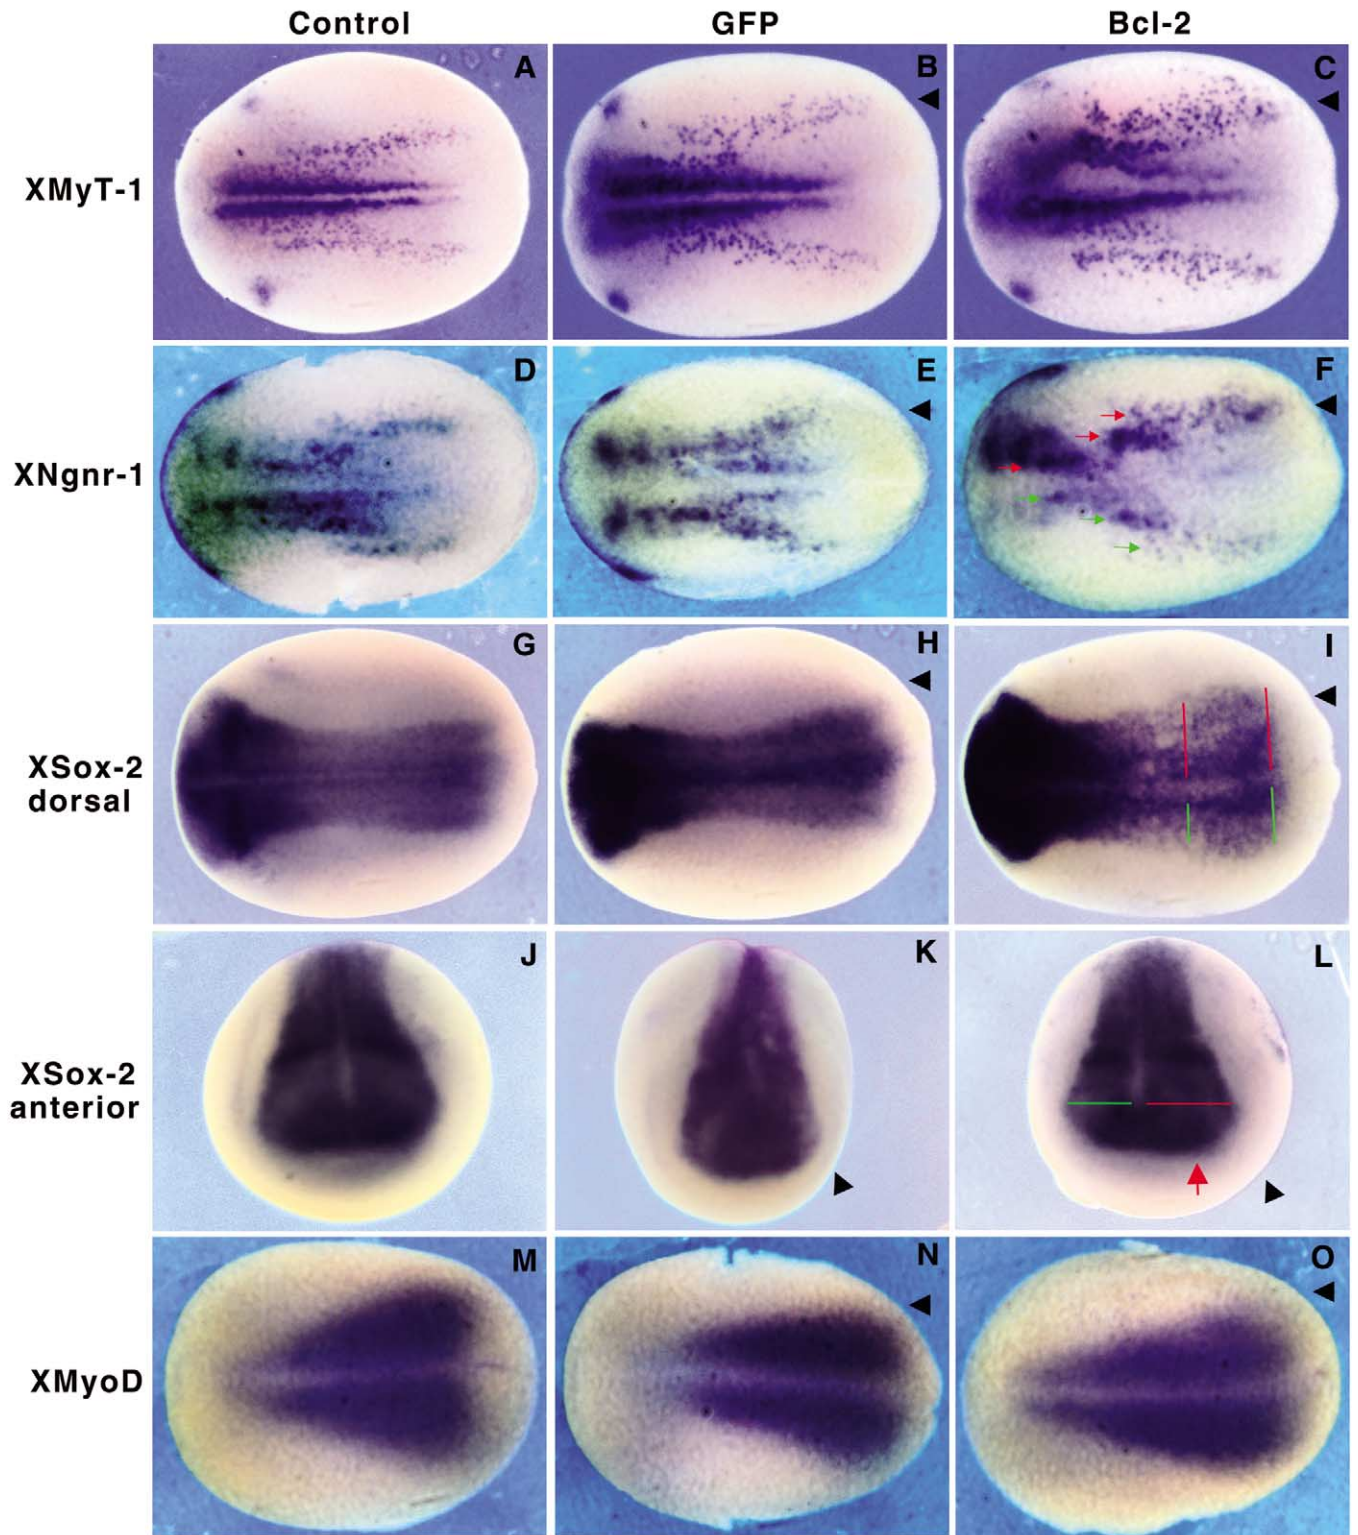 Control GFP Bcl-2
A B C
XMyT-1
D E F
XNgnr-1
G H I
XSox-2
dorsal
J K L
XSox-2
anterior
M N O
XMyoD